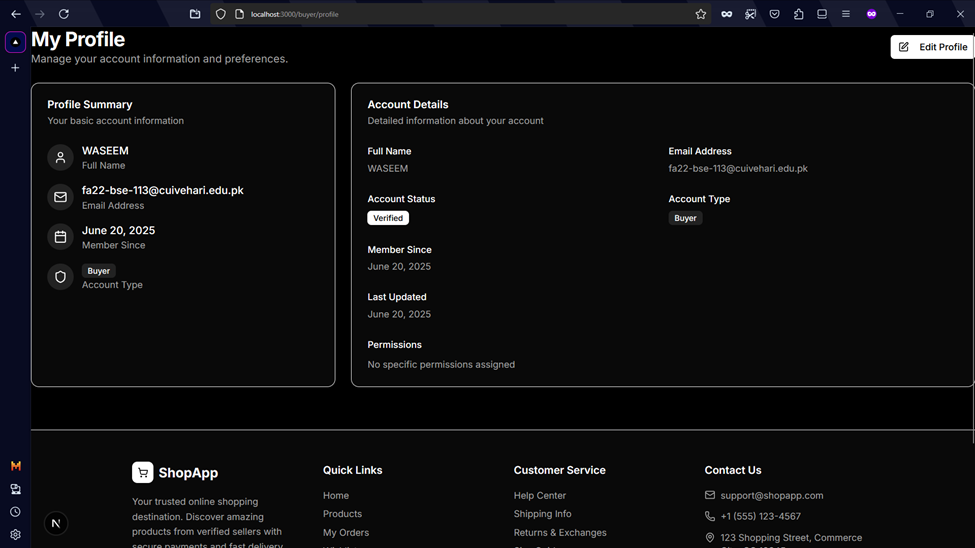 localhost:3000/buyer/profile
My Profile
Manage your account information and preferences.
Edit Profile
Profile Summary
Your basic account information
WASEEM
Full Name
fa22-bse-113@cuivehari.edu.pk
Email Address
June 20, 2025
Member Since
Buyer
Account Type
Account Details
Detailed information about your account
Full Name
WASEEM
Email Address
fa22-bse-113@cuivehari.edu.pk
Account Status
Verified
Account Type
Buyer
Member Since
June 20, 2025
Last Updated
June 20, 2025
Permissions
No specific permissions assigned
ShopApp
Your trusted online shopping
destination. Discover amazing
products from verified sellers with
secure payments and fast delivery
Quick Links
Home
Products
My Orders
Customer Service
Help Center
Shipping Info
Returns & Exchanges
Contact Us
support@shopapp.com
+1 (555) 123-4567
123 Shopping Street, Commerce
N